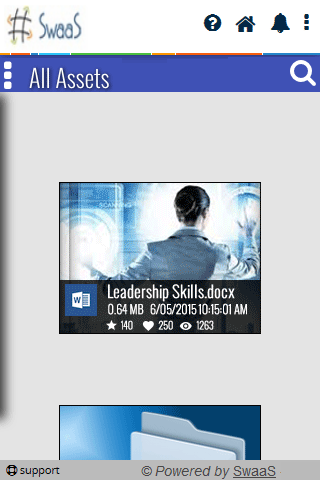 SwaaS
All Assets
SCANNING
W
Leadership Skills.docx
0.64 MB 6/05/2015 10:15:01 AM
140 250 1263
support
© Powered by SwaaS